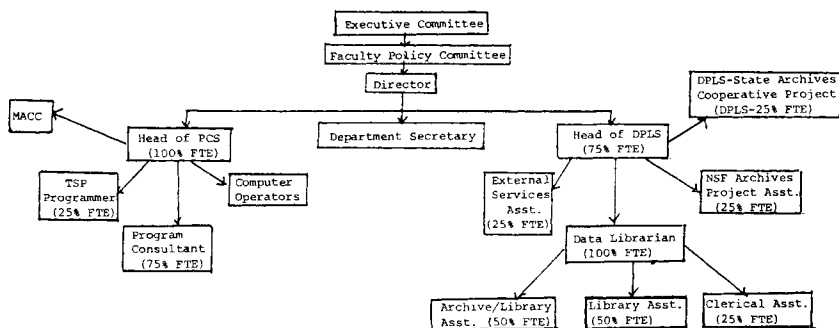 Executive Committee
Faculty Policy Committee
Director
DPLS-State Archives
Cooperative Project
(DPLS-25% FTE)
MACC
Head of PCS
(100% FTE)
Department Secretary
Head of DPLS
(75% FTE)
TSP
Programmer
(25% FTE)
Computer
Operators
External
Services
Asst.
(25% FTE)
NSF Archives
Project Asst.
(25% FTE)
Program
Consultant
(75% FTE)
Data Librarian
(100% FTE)
Archive/Library
Asst. (50% FTE)
Library Asst.
(50% FTE)
Clerical Asst.
(25% FTE)